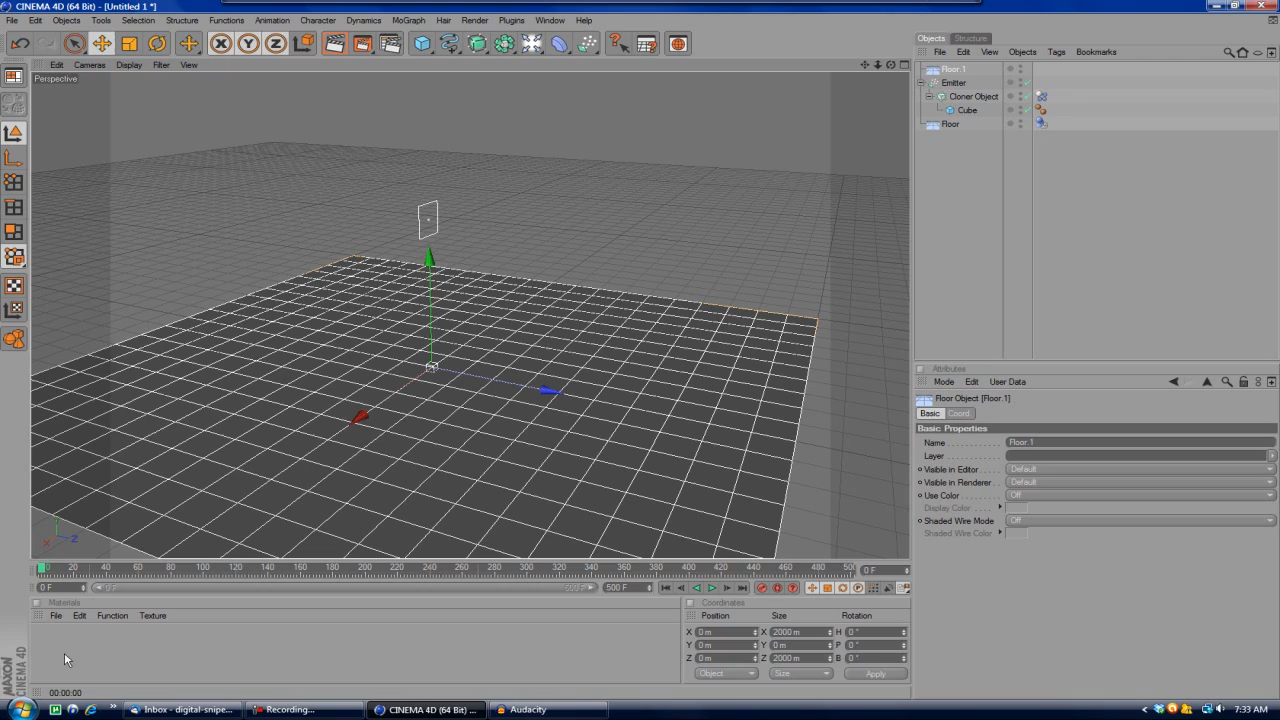 CINEMA 4D (64 Bit) - [Untitled 1 *]
File Edit Objects Tools Selection Structure Functions Animation Character Dynamics MoGraph Hair Render Plugins Window Help
Edit Cameras Display Filter View
Perspective
Objects Structure
File Edit View Objects Tags Bookmarks
Floor.1
Emitter
Cloner Object
Cube
Floor
Attributes
Mode Edit User Data
Floor Object [Floor.1]
Basic Coord.
Basic Properties
Name Floor.1
Layer
Visible in Editor Default
Visible in Renderer Default
Use Color Off
Display Color
Shaded Wire Mode Off
Shaded Wire Color
X Z
20 40 60 80 100 120 140 160 180 200 220 240 260 280 300 320 340 360 380 400 420 440 460 480 0 F
0 F 0 F 500 F 500 F
Materials
File Edit Function Texture
Coordinates
Position Size Rotation
X 0 m X 2000 m H 0 °
Y 0 m Y 0 m P 0 °
Z 0 m Z 2000 m B 0 °
Object Size Apply
MAXON CINEMA 4D
00:00:00
Inbox - digital-snipe... Recording... CINEMA 4D (64 Bit) ... Audacity 7:33 AM